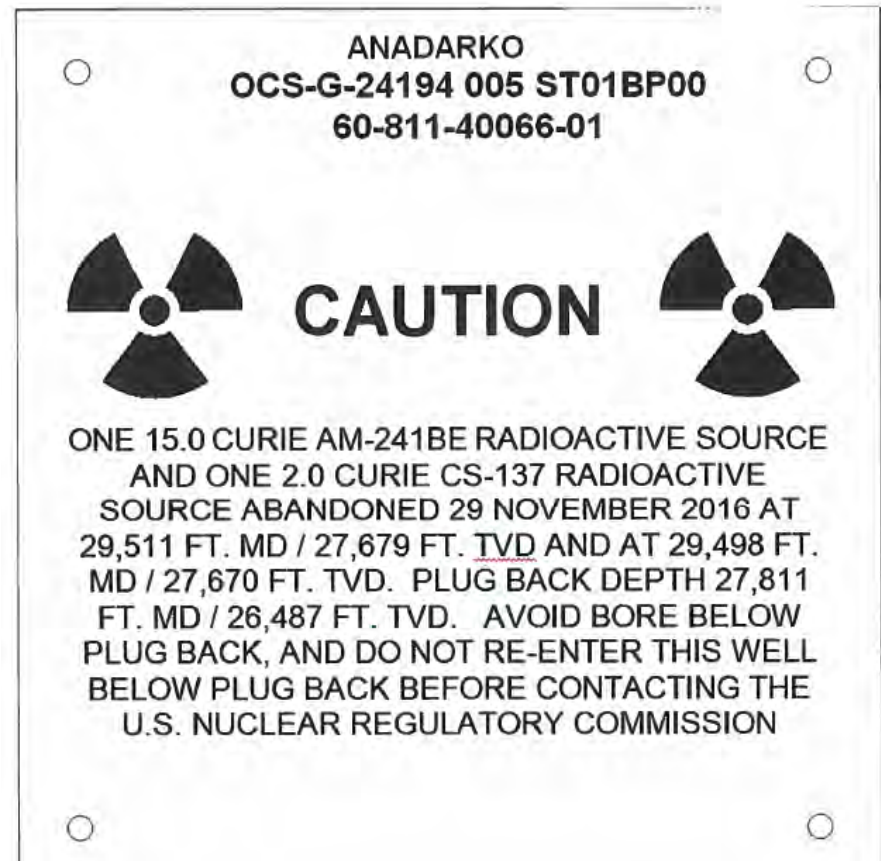 ANADARKO
OCS-G-24194 005 ST01BP00
60-811-40066-01
CAUTION
ONE 15.0 CURIE AM-241BE RADIOACTIVE SOURCE
AND ONE 2.0 CURIE CS-137 RADIOACTIVE
SOURCE ABANDONED 29 NOVEMBER 2016 AT
29,511 FT. MD / 27,679 FT. TVD AND AT 29,498 FT.
MD / 27,670 FT. TVD. PLUG BACK DEPTH 27,811
FT. MD / 26,487 FT. TVD. AVOID BORE BELOW
PLUG BACK, AND DO NOT RE-ENTER THIS WELL
BELOW PLUG BACK BEFORE CONTACTING THE
U.S. NUCLEAR REGULATORY COMMISSION